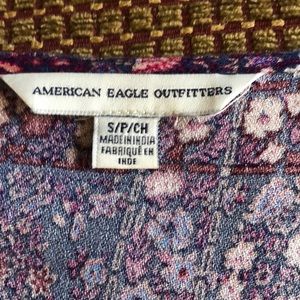 AMERICAN EAGLE OUTFITTERS
S/P/CH
MADE IN INDIA
FABRIQUÉ EN
INDE